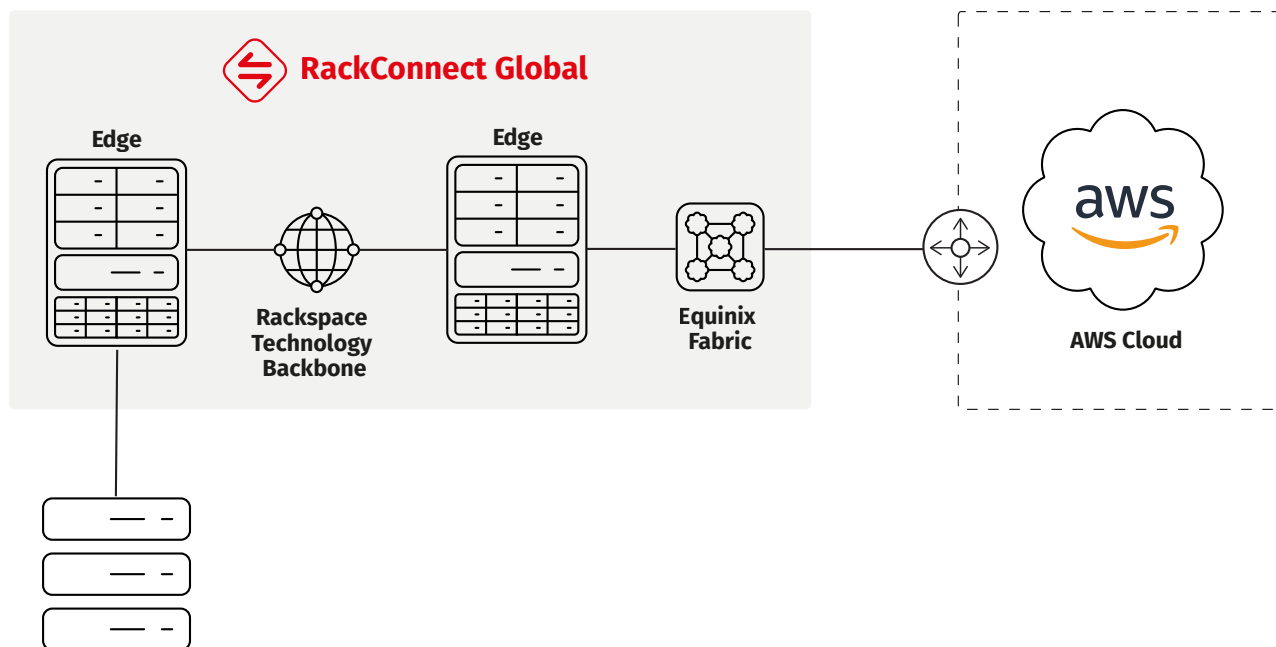 RackConnect Global
Edge
Edge
Rackspace
Technology
Backbone
Equinix
Fabric
aws
AWS Cloud